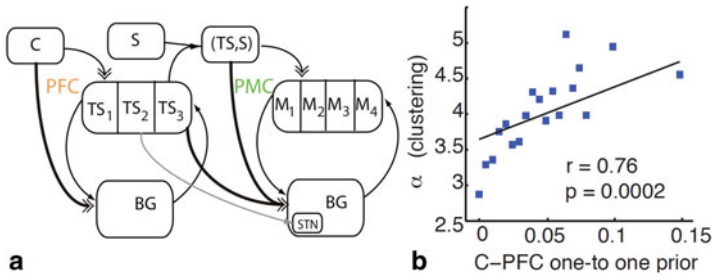 C
S
(TS,S)
PFC
TS1 TS2 TS3
PMC
M1 M2 M3 M4
BG
BG
STN
a
b
α (clustering)
5
4.5
4
3.5
3
2.5
r = 0.76
p = 0.0002
0 0.05 0.10 0.15
C−PFC one-to one prior